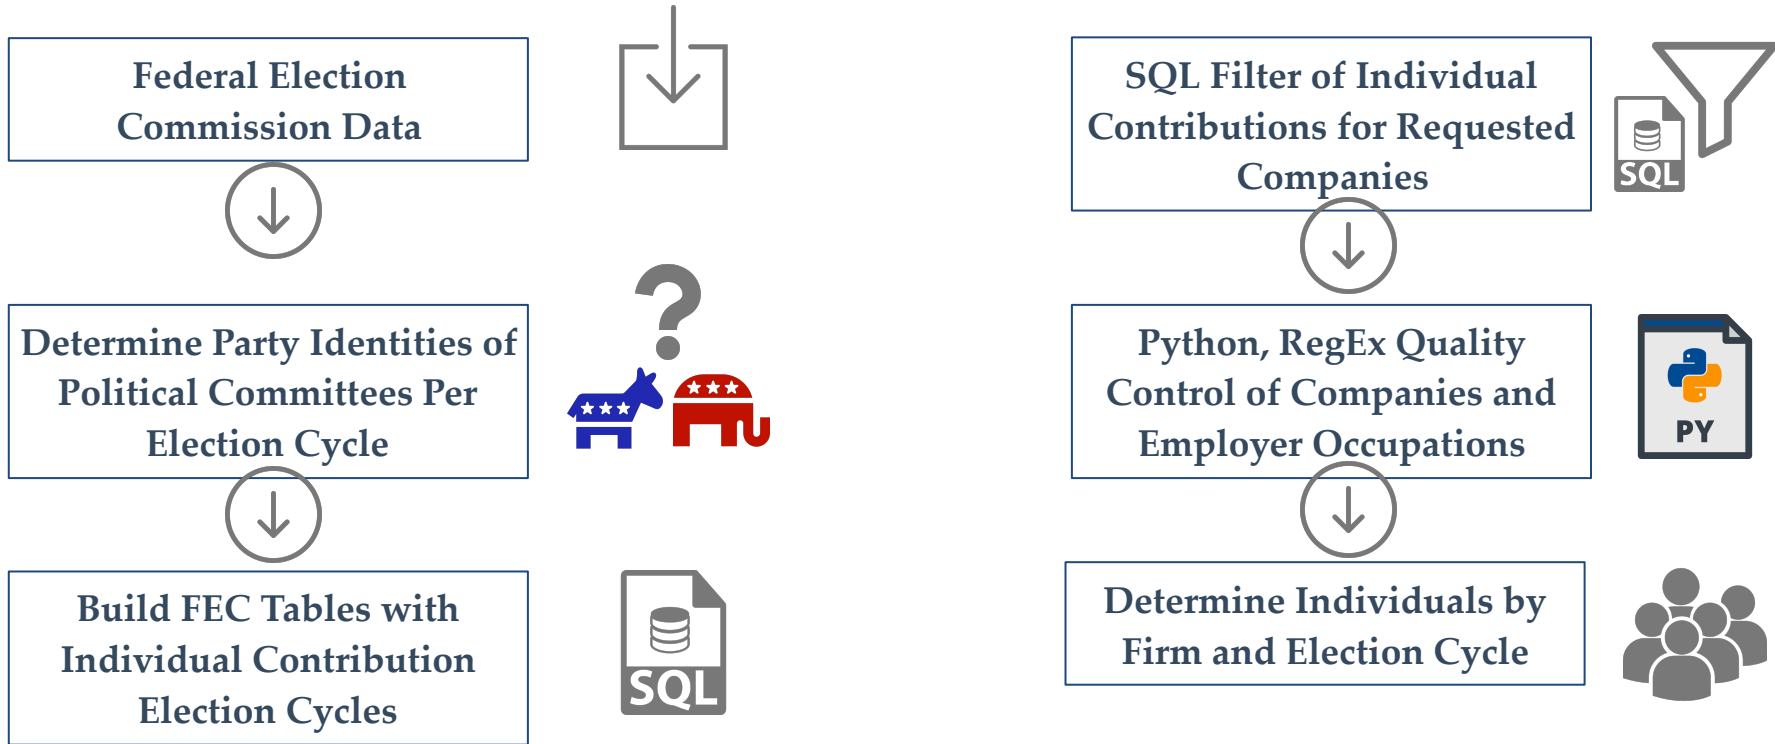 Federal Election
Commission Data
Determine Party Identities of
Political Committees Per
Election Cycle
Build FEC Tables with
Individual Contribution
Election Cycles
SQL
SQL Filter of Individual
Contributions for Requested
Companies
SQL
Python, RegEx Quality
Control of Companies and
Employer Occupations
PY
Determine Individuals by
Firm and Election Cycle